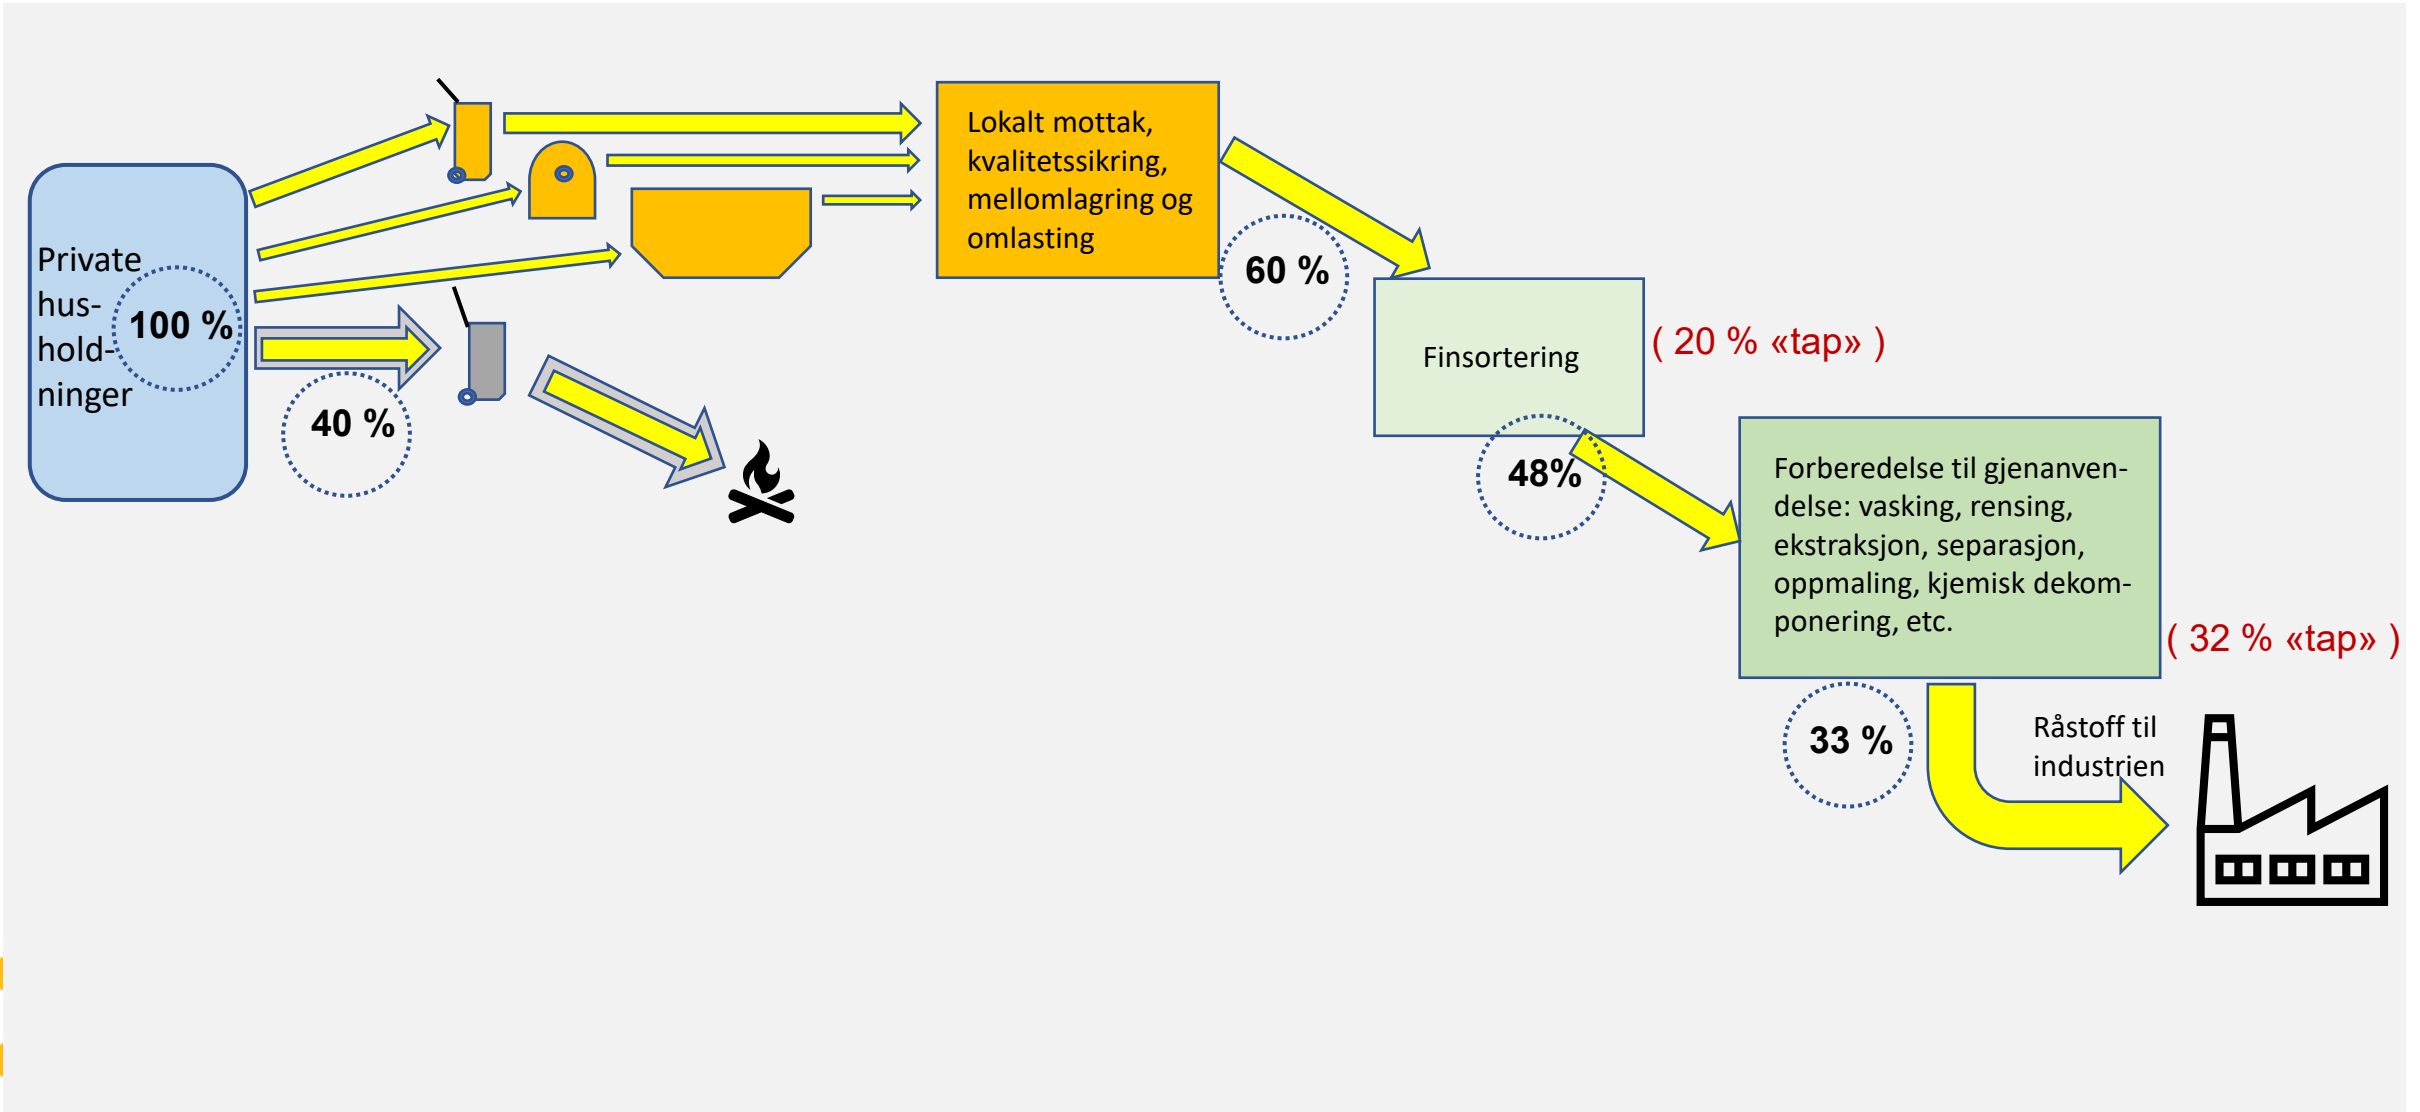 Private
hus-
hold-
ninger
100 %
40 %
Lokalt mottak,
kvalitetssikring,
mellomlagring og
omlasting
60 %
Finsortering
( 20 % «tap» )
48%
Forberedelse til gjenanven-
delse: vasking, rensing,
ekstraksjon, separasjon,
oppmaling, kjemisk dekom-
ponering, etc.
( 32 % «tap» )
33 %
Råstoff til
industrien